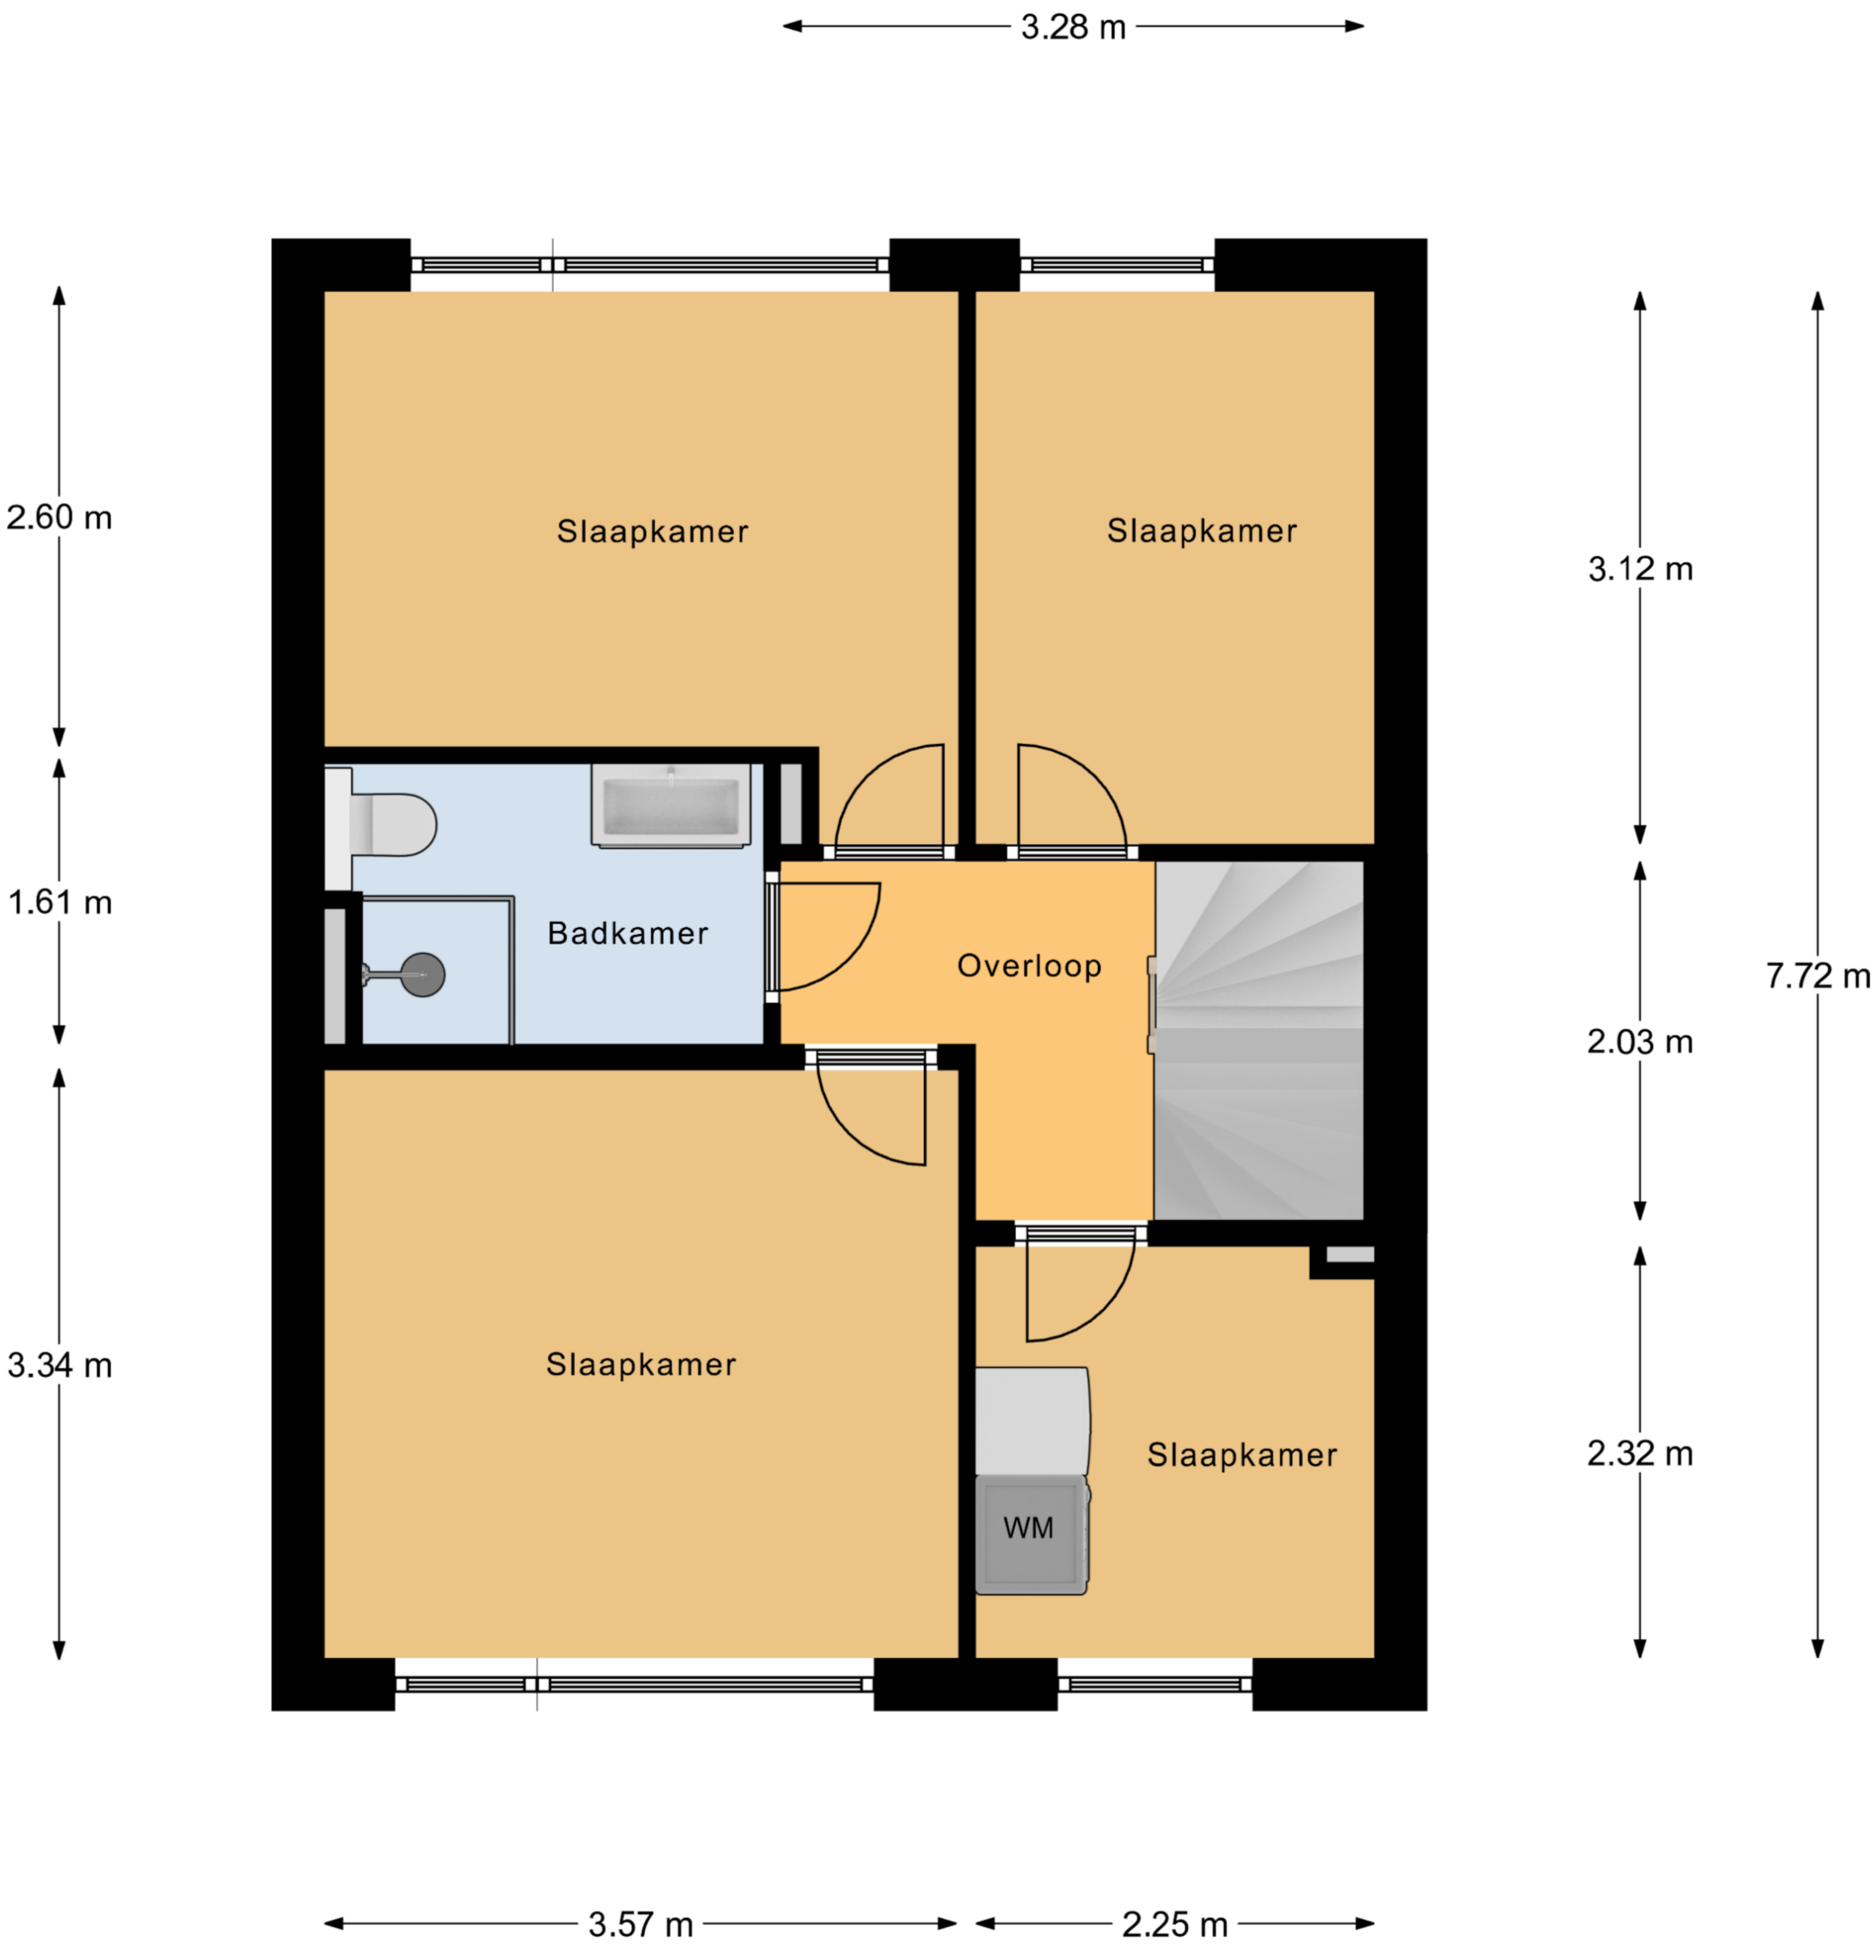 3.28 m
Slaapkamer
Slaapkamer
2.60 m
3.12 m
1.61 m
Badkamer
Overloop
7.72 m
2.03 m
3.34 m
Slaapkamer
Slaapkamer
2.32 m
WM
3.57 m
2.25 m